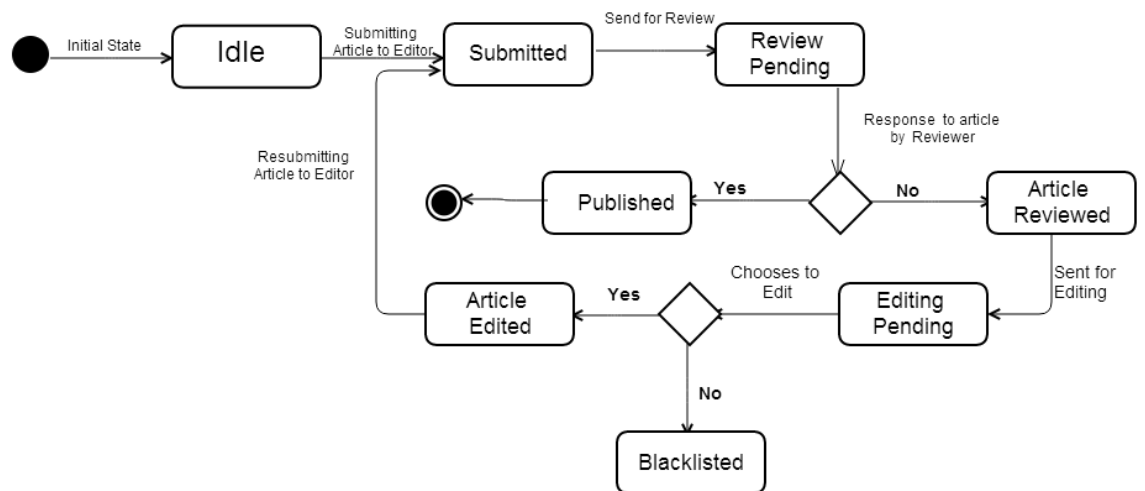 Initial State
Idle
Submitting
Article to Editor
Submitted
Send for Review
Review
Pending
Response to article
by Reviewer
Resubmitting
Article to Editor
Published
Yes
No
Article
Reviewed
Sent for
Editing
Chooses to
Edit
Editing
Pending
Yes
Article
Edited
No
Blacklisted